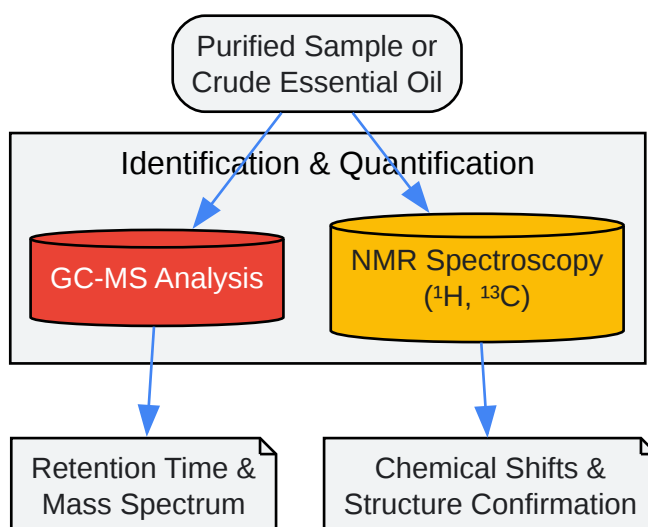 Purified Sample or
Crude Essential Oil
Identification & Quantification
GC-MS Analysis
NMR Spectroscopy
(¹H, ¹³C)
Retention Time &
Mass Spectrum
Chemical Shifts &
Structure Confirmation